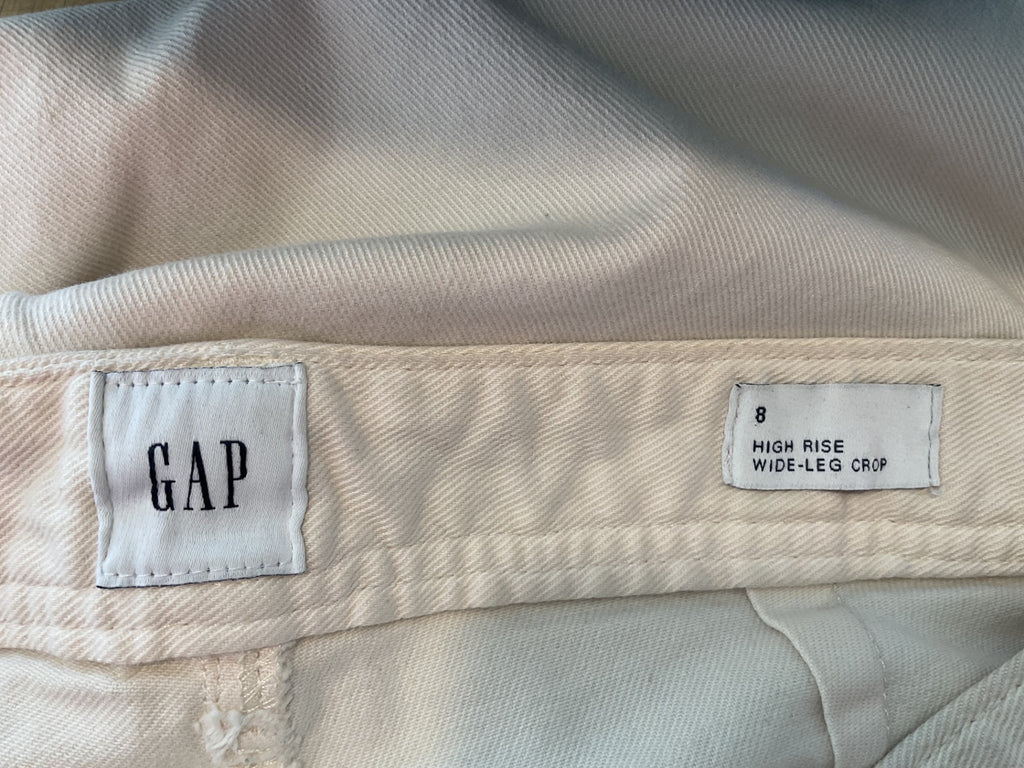 GAP
8
HIGH RISE
WIDE-LEG CROP